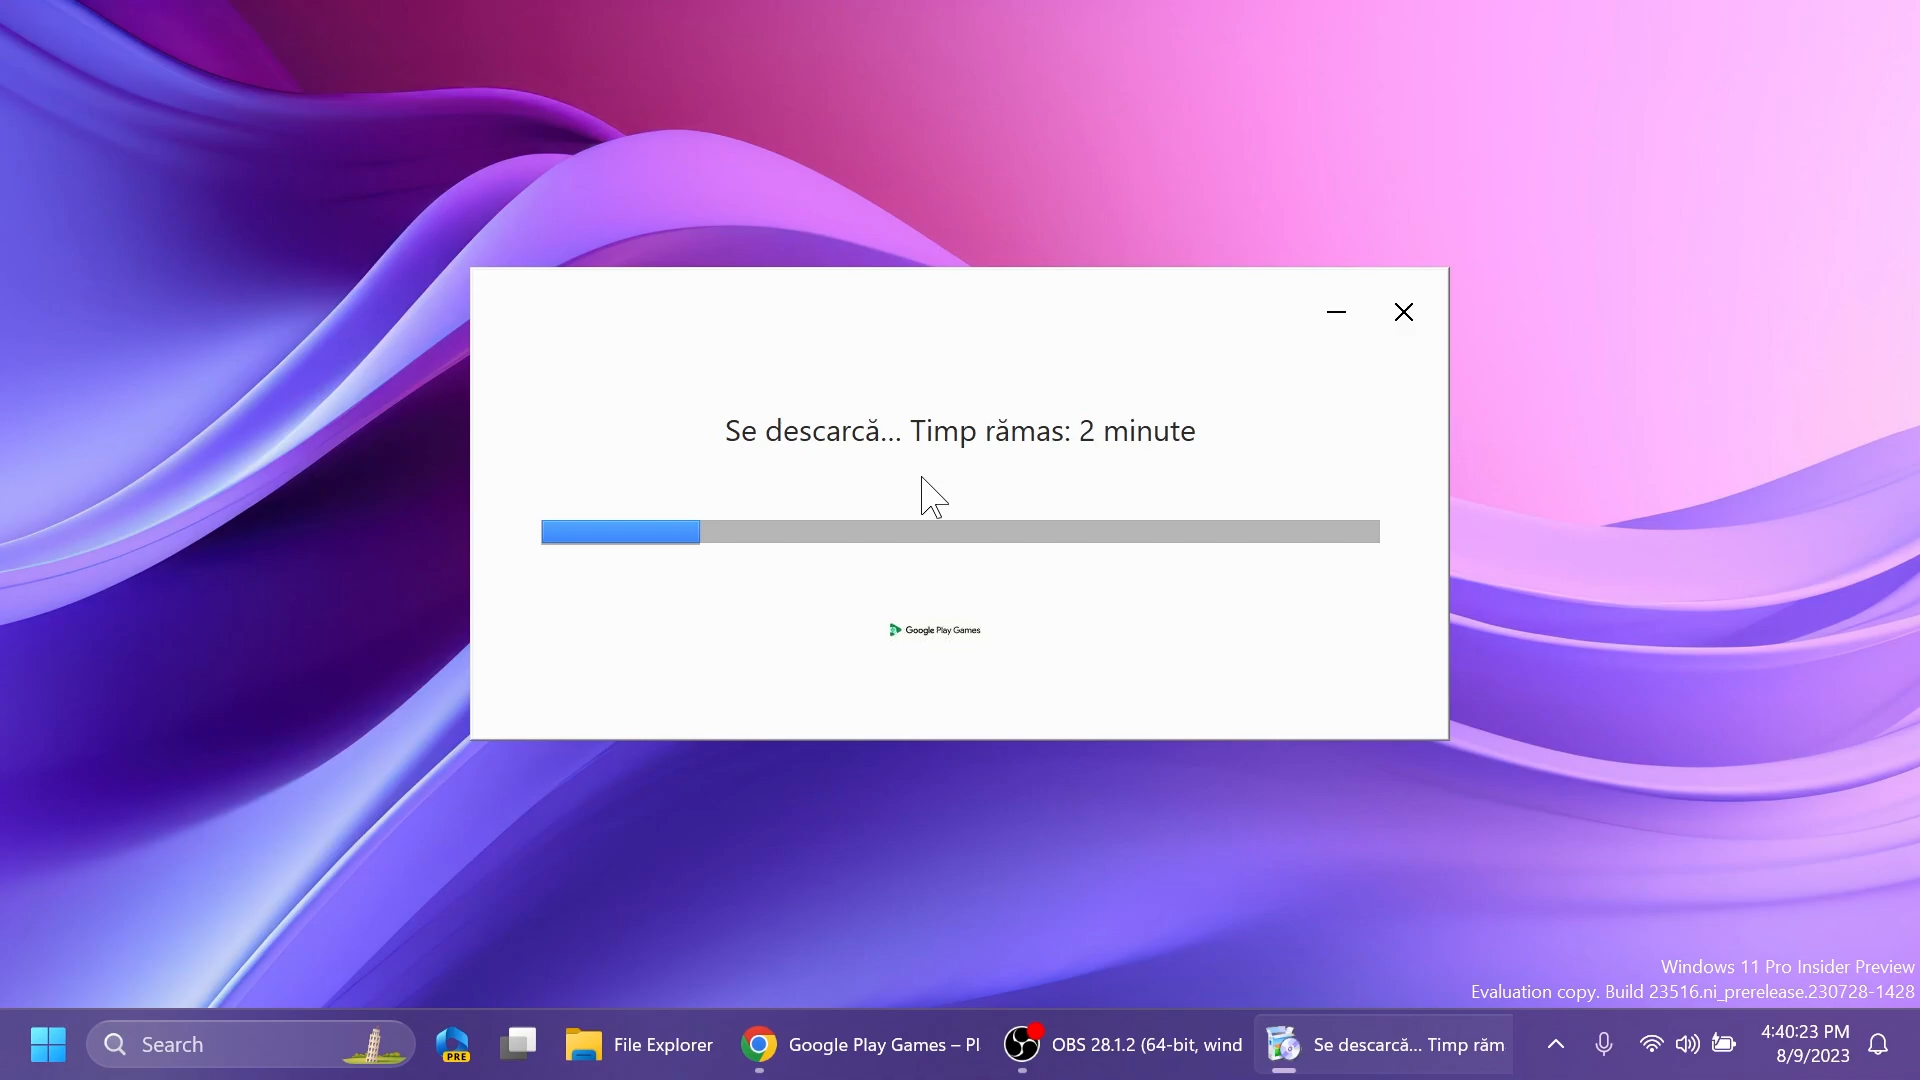 Se descarcă... Timp rămas: 2 minute
Google Play Games
Windows 11 Pro Insider Preview
Evaluation copy. Build 23516.ni_prerelease.230728-1428
Search
PRE
File Explorer
Google Play Games – Pl
OBS 28.1.2 (64-bit, wind
Se descarcă... Timp răm
4:40:23 PM
8/9/2023